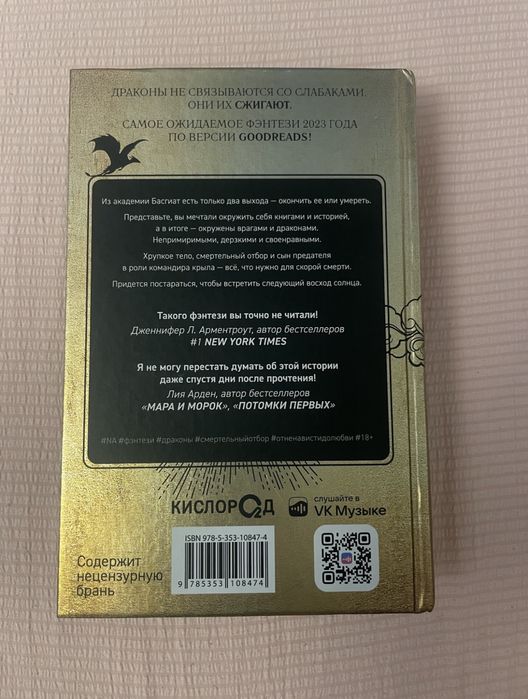 ДРАКОНЫ НЕ СВЯЗЫВАЮТСЯ СО СЛАБАКАМИ.
ОНИ ИХ СЖИГАЮТ.
САМОЕ ОЖИДАЕМОЕ ФЭНТЕЗИ 2023 ГОДА
ПО ВЕРСИИ GOODREADS!
Из академии Басгиат есть только два выхода — окончить ее или умереть.
Представьте, вы мечтали окружить себя книгами и историей,
а в итоге — окружены врагами и драконами.
Непримиримыми, дерзкими и своенравными.
Хрупкое тело, смертельный отбор и сын предателя
в роли командира крыла — всё, что нужно для скорой смерти.
Придется постараться, чтобы встретить следующий восход солнца.
Такого фэнтези вы точно не читали!
Дженнифер Л. Арментроут, автор бестселлеров
#1 NEW YORK TIMES
Я не могу перестать думать об этой истории
даже спустя дни после прочтения!
Лия Арден, автор бестселлеров
«МАРА И МОРОК», «ПОТОМКИ ПЕРВЫХ»
#NA #фэнтези #драконы #смертельныйотбор #отненавистидолюбви #18+
КИСЛОРО2Д
слушайте в
VK Музыке
ISBN 978-5-353-10847-4
9 785353 108474
Содержит
нецензурную
брань